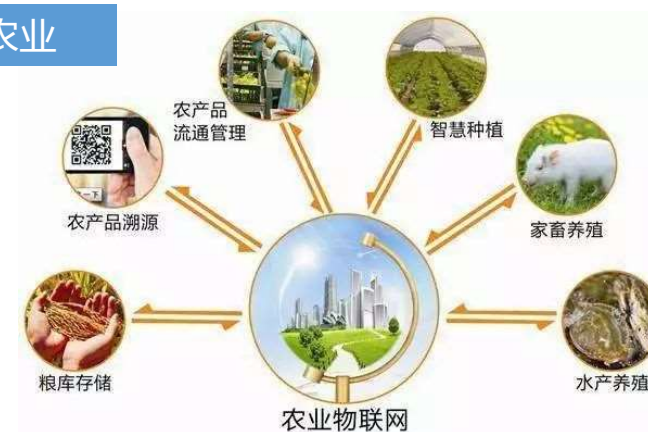 农业
农产品
流通管理
智慧种植
农产品溯源
家畜养殖
粮库存储
水产养殖
农业物联网